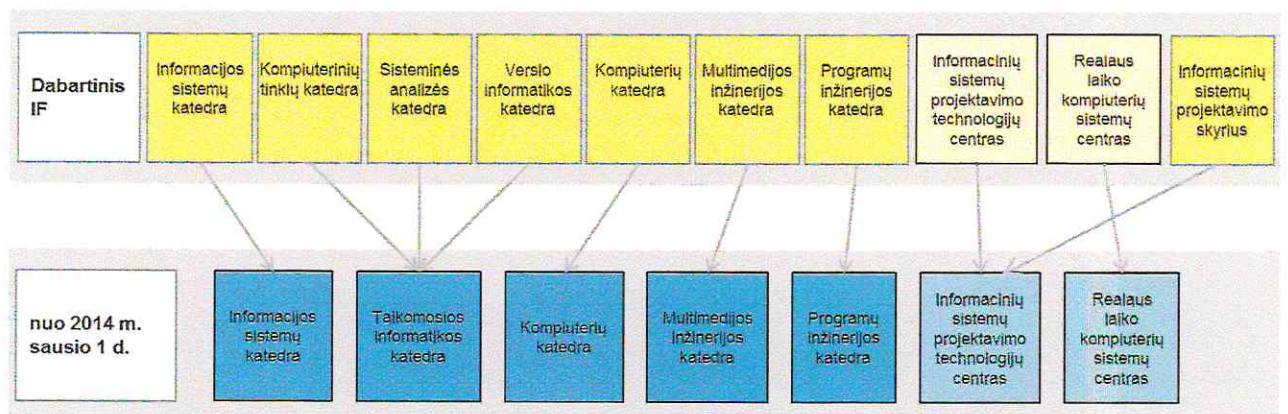 Dabartinis
IF
Informacijos
sistemų
katedra
Kompiuterinių
tinklų katedra
Sisteminės
analizės
katedra
Verslo
informatikos
katedra
Kompiuterių
katedra
Multimedijos
inžinerijos
katedra
Programų
inžinerijos
katedra
Informacinių
sistemų
projektavimo
technologijų
centras
Realaus
laiko
kompiuterių
sistemų
centras
Informacinių
sistemų
projektavimo
skyrius
nuo 2014 m.
sausio 1 d.
Informacijos
sistemų
katedra
Taikomosios
informatikos
katedra
Kompiuterių
katedra
Multimedijos
inžinerijos
katedra
Programų
inžinerijos
katedra
Informacinių
sistemų
projektavimo
technologijų
centras
Realaus
laiko
kompiuterių
sistemų
centras